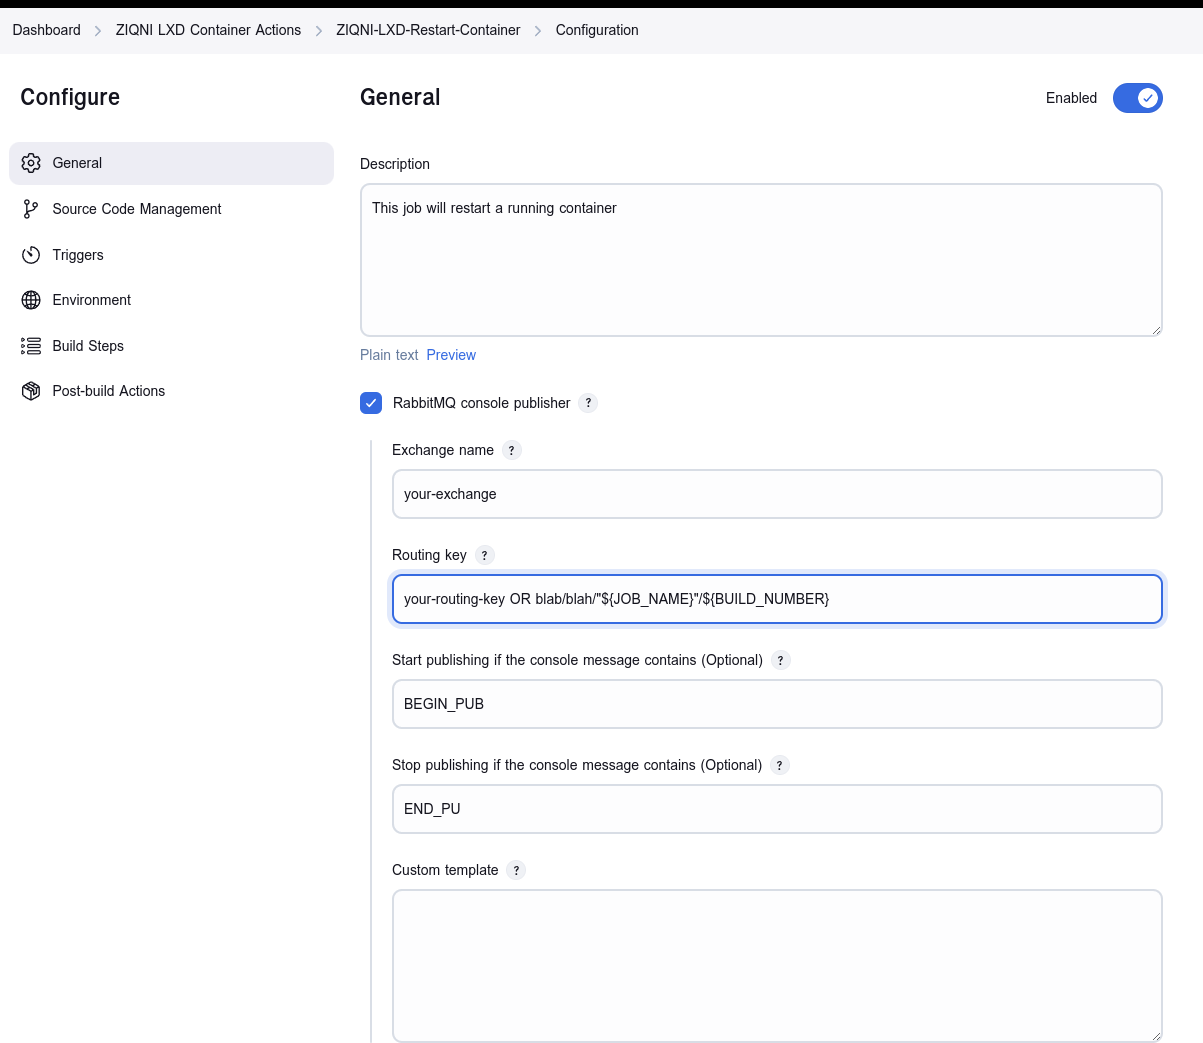 Dashboard > ZIQNI LXD Container Actions > ZIQNI-LXD-Restart-Container > Configuration
Configure
General
Source Code Management
Triggers
Environment
Build Steps
Post-build Actions
General
Enabled
Description
This job will restart a running container
Plain text Preview
RabbitMQ console publisher ?
Exchange name ?
your-exchange
Routing key ?
your-routing-key OR blab/blah/"${JOB_NAME}"/${BUILD_NUMBER}
Start publishing if the console message contains (Optional) ?
BEGIN_PUB
Stop publishing if the console message contains (Optional) ?
END_PU
Custom template ?